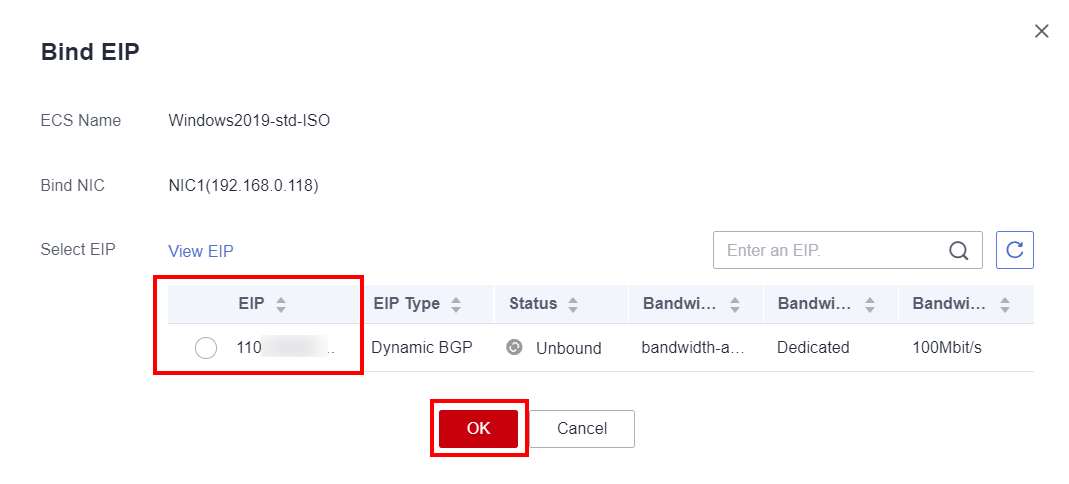 Bind EIP
ECS Name Windows2019-std-ISO
Bind NIC NIC1(192.168.0.118)
Select EIP View EIP Enter an EIP.
EIP EIP Type Status Bandwi... Bandwi... Bandwi...
110 Dynamic BGP Unbound bandwidth-a... Dedicated 100Mbit/s
OK Cancel